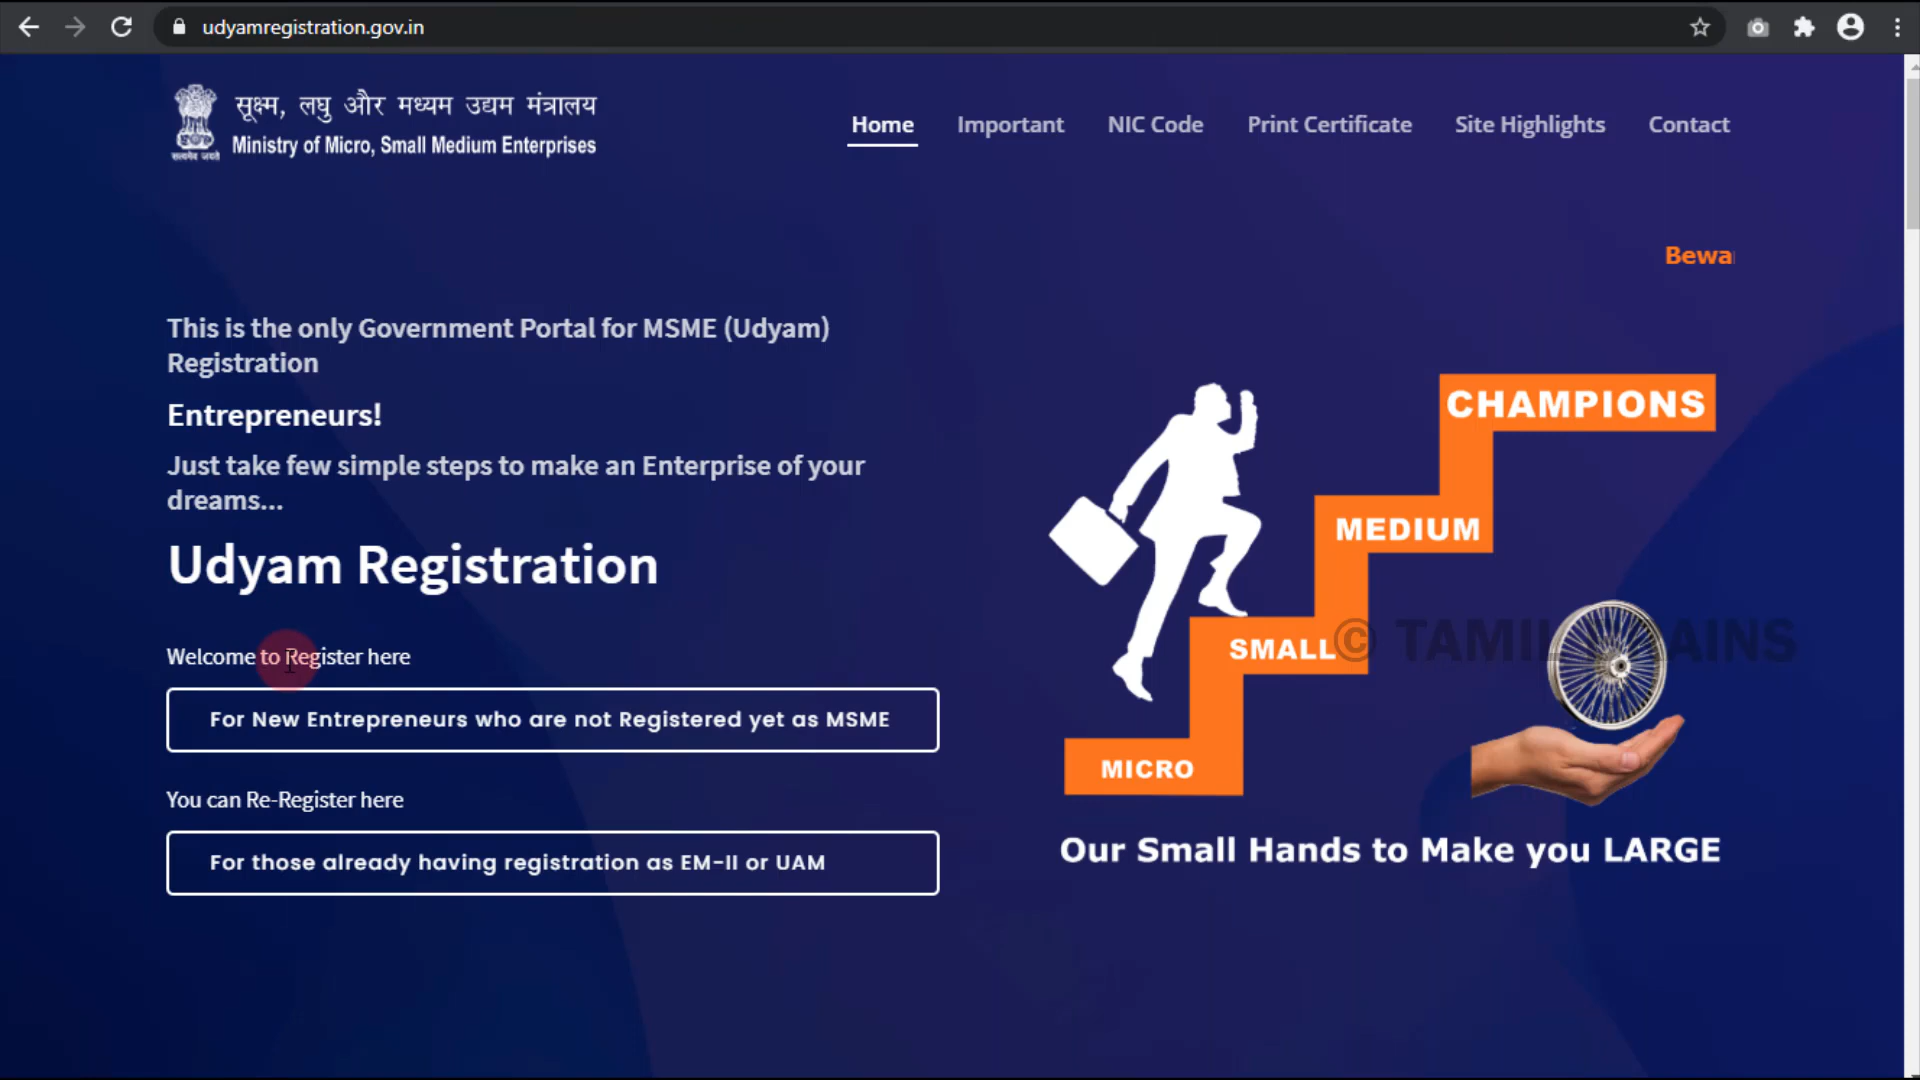 udyamregistration.gov.in
सूक्ष्म, लघु और मध्यम उद्यम मंत्रालय
Ministry of Micro, Small Medium Enterprises
सत्यमेव जयते
Home Important NIC Code Print Certificate Site Highlights Contact
Bewa
This is the only Government Portal for MSME (Udyam)
Registration
Entrepreneurs!
Just take few simple steps to make an Enterprise of your
dreams...
Udyam Registration
Welcome to Register here
For New Entrepreneurs who are not Registered yet as MSME
You can Re-Register here
For those already having registration as EM-II or UAM
CHAMPIONS
MEDIUM
SMALL
MICRO
© TAMIL
Our Small Hands to Make you LARGE